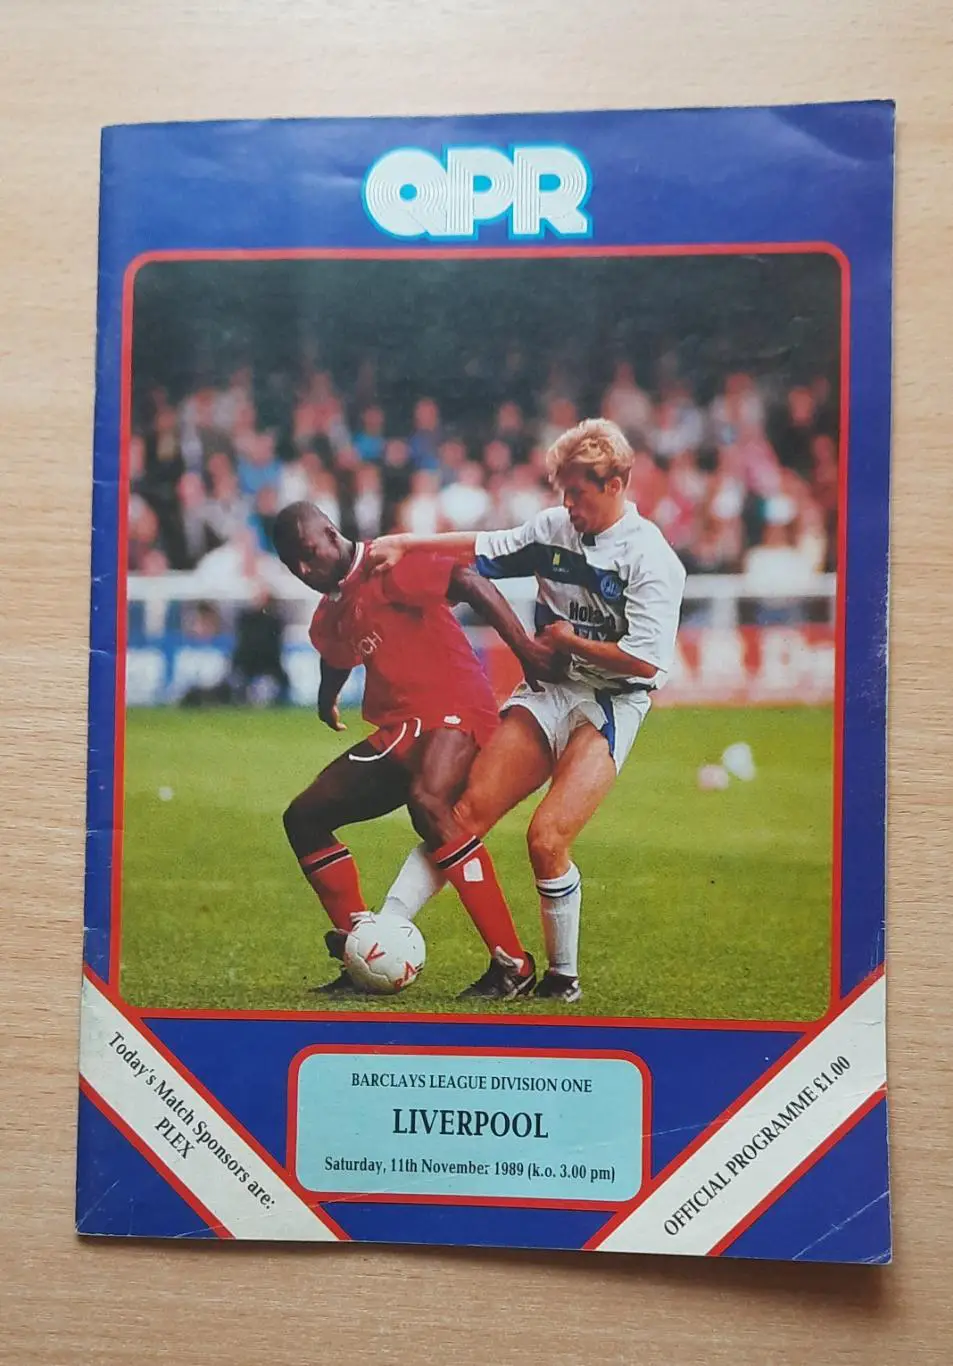 QPR
BARCLAYS LEAGUE DIVISION ONE
LIVERPOOL
Saturday, 11th November 1989 (k.o. 3.00 pm)
Today's Match Sponsors are:
PLEX
OFFICIAL PROGRAMME £1.00